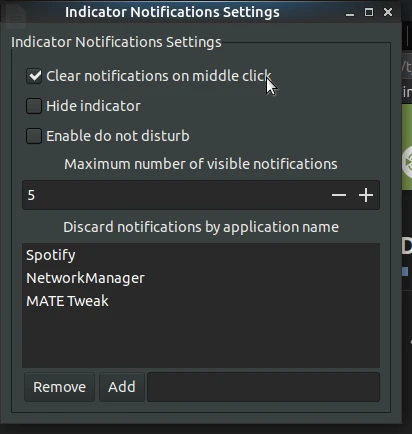 Indicator Notifications Settings
Indicator Notifications Settings
Clear notifications on middle click
Hide indicator
Enable do not disturb
Maximum number of visible notifications
5
Discard notifications by application name
Spotify
NetworkManager
MATE Tweak
Remove Add